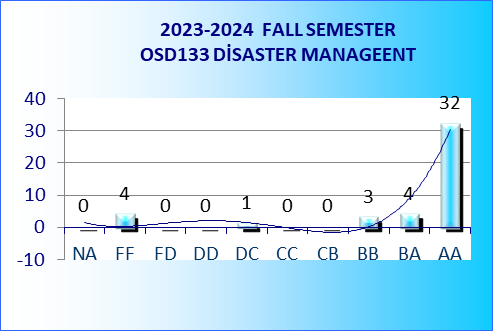 2023-2024 FALL SEMESTER
OSD133 DİSASTER MANAGEENT
40
30
20
10
0
-10
0 4 0 0 1 0 0 3 4 32
NA FF FD DD DC CC CB BB BA AA